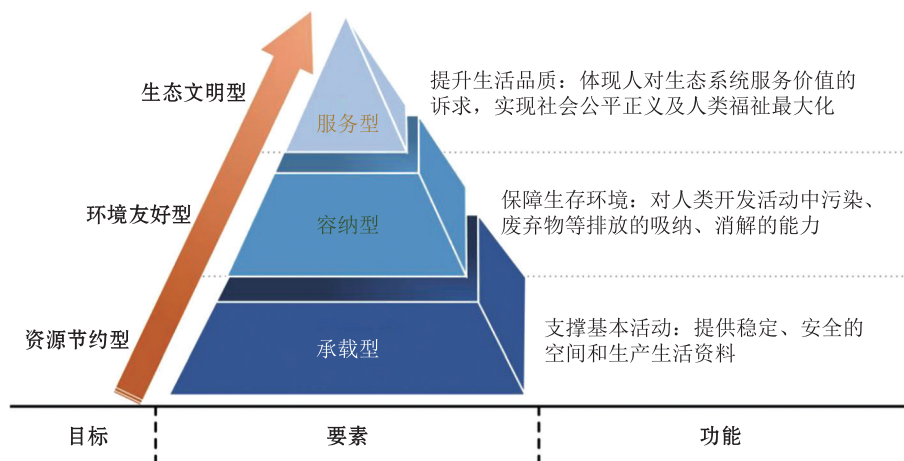 生态文明型
服务型
提升生活品质：体现人对生态系统服务价值的
诉求，实现社会公平正义及人类福祉最大化
环境友好型
容纳型
保障生存环境：对人类开发活动中污染、
废弃物等排放的吸纳、消解的能力
资源节约型
承载型
支撑基本活动：提供稳定、安全的
空间和生产生活资料
目标
要素
功能